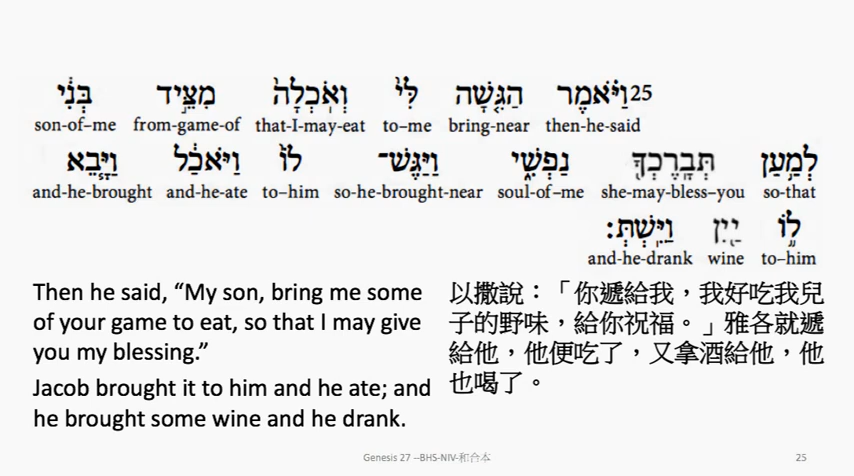 25וַיֹּ֗אמֶר הַגִּ֤שָׁה לִּי֙ וְאֹֽכְלָה֙ מִצֵּ֣יד בְּנִ֔י
son-of–me from-game-of that-I-may-eat to–me bring-near then-he-said
לְמַ֥עַן תְּבָֽרֶכְךָ֖ נַפְשִׁ֑י וַיַּגֶּשׁ־ לוֹ֙ וַיֹּאכַ֔ל וַיָּ֧בֵא
and-he-brought and-he-ate to–him so-he-brought-near soul-of–me she-may-bless–you so-that
ל֦וֹ יַ֖יִן וַיֵּֽשְׁתְּ׃
and-he-drank wine to–him
Then he said, “My son, bring me some
of your game to eat, so that I may give
you my blessing.”
Jacob brought it to him and he ate; and
he brought some wine and he drank.
以撒說：「你遞給我，我好吃我兒
子的野味，給你祝福。」雅各就遞
給他，他便吃了，又拿酒給他，他
也喝了。
Genesis 27 --BHS-NIV-和合本
25